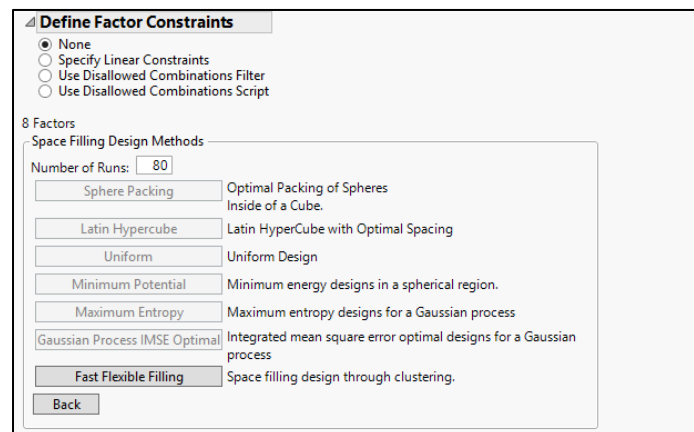 Define Factor Constraints
None
Specify Linear Constraints
Use Disallowed Combinations Filter
Use Disallowed Combinations Script
8 Factors
Space Filling Design Methods
Number of Runs: 80
Sphere Packing Optimal Packing of Spheres
Inside of a Cube.
Latin Hypercube Latin HyperCube with Optimal Spacing
Uniform Uniform Design
Minimum Potential Minimum energy designs in a spherical region.
Maximum Entropy Maximum entropy designs for a Gaussian process
Gaussian Process IMSE Optimal Integrated mean square error optimal designs for a Gaussian
process
Fast Flexible Filling Space filling design through clustering.
Back